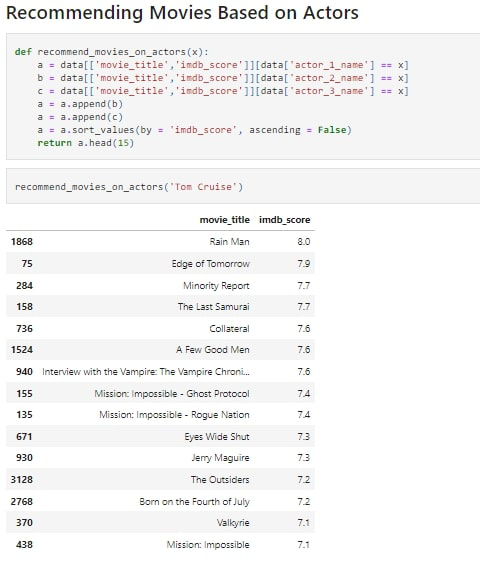 Recommending Movies Based on Actors
def recommend_movies_on_actors(x):
    a = data[['movie_title','imdb_score']][data['actor_1_name'] == x]
    b = data[['movie_title','imdb_score']][data['actor_2_name'] == x]
    c = data[['movie_title','imdb_score']][data['actor_3_name'] == x]
    a = a.append(b)
    a = a.append(c)
    a = a.sort_values(by = 'imdb_score', ascending = False)
    return a.head(15)
recommend_movies_on_actors('Tom Cruise')
movie_title imdb_score
1868 Rain Man 8.0
75 Edge of Tomorrow 7.9
284 Minority Report 7.7
158 The Last Samurai 7.7
736 Collateral 7.6
1524 A Few Good Men 7.6
940 Interview with the Vampire: The Vampire Chroni... 7.6
155 Mission: Impossible - Ghost Protocol 7.4
135 Mission: Impossible - Rogue Nation 7.4
671 Eyes Wide Shut 7.3
930 Jerry Maguire 7.3
3128 The Outsiders 7.2
2768 Born on the Fourth of July 7.2
370 Valkyrie 7.1
438 Mission: Impossible 7.1